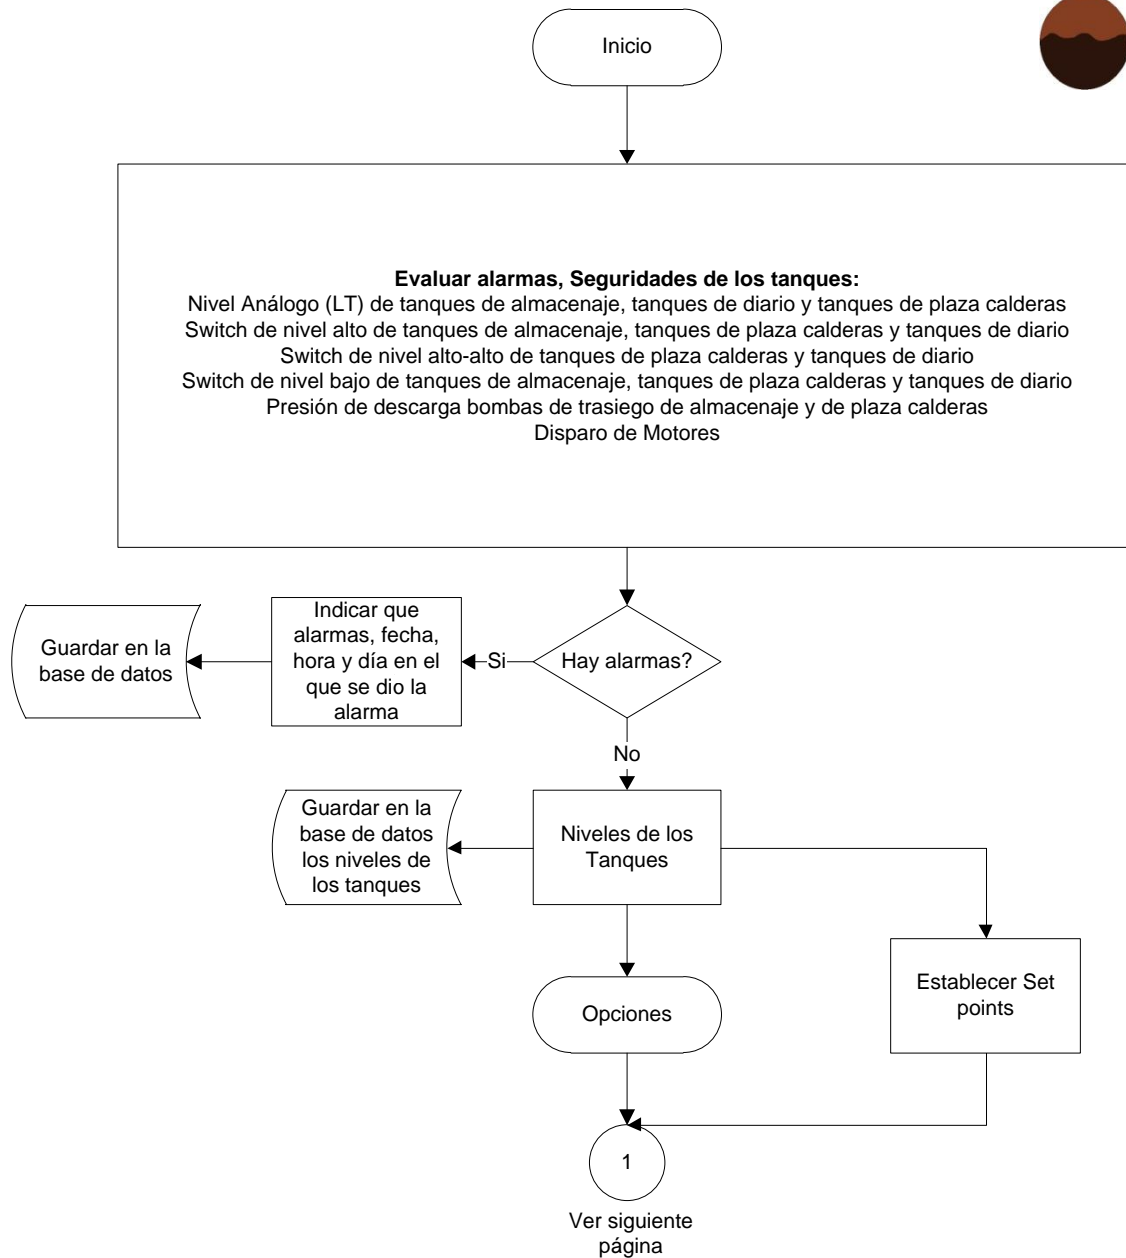 Inicio
Evaluar alarmas, Seguridades de los tanques:
Nivel Análogo (LT) de tanques de almacenaje, tanques de diario y tanques de plaza calderas
Switch de nivel alto de tanques de almacenaje, tanques de plaza calderas y tanques de diario
Switch de nivel alto-alto de tanques de plaza calderas y tanques de diario
Switch de nivel bajo de tanques de almacenaje, tanques de plaza calderas y tanques de diario
Presión de descarga bombas de trasiego de almacenaje y de plaza calderas
Disparo de Motores
Guardar en la
base de datos
Indicar que
alarmas, fecha,
hora y día en el
que se dio la
alarma
Si
Hay alarmas?
No
Guardar en la
base de datos
los niveles de
los tanques
Niveles de los
Tanques
Establecer Set
points
Opciones
1
Ver siguiente
página